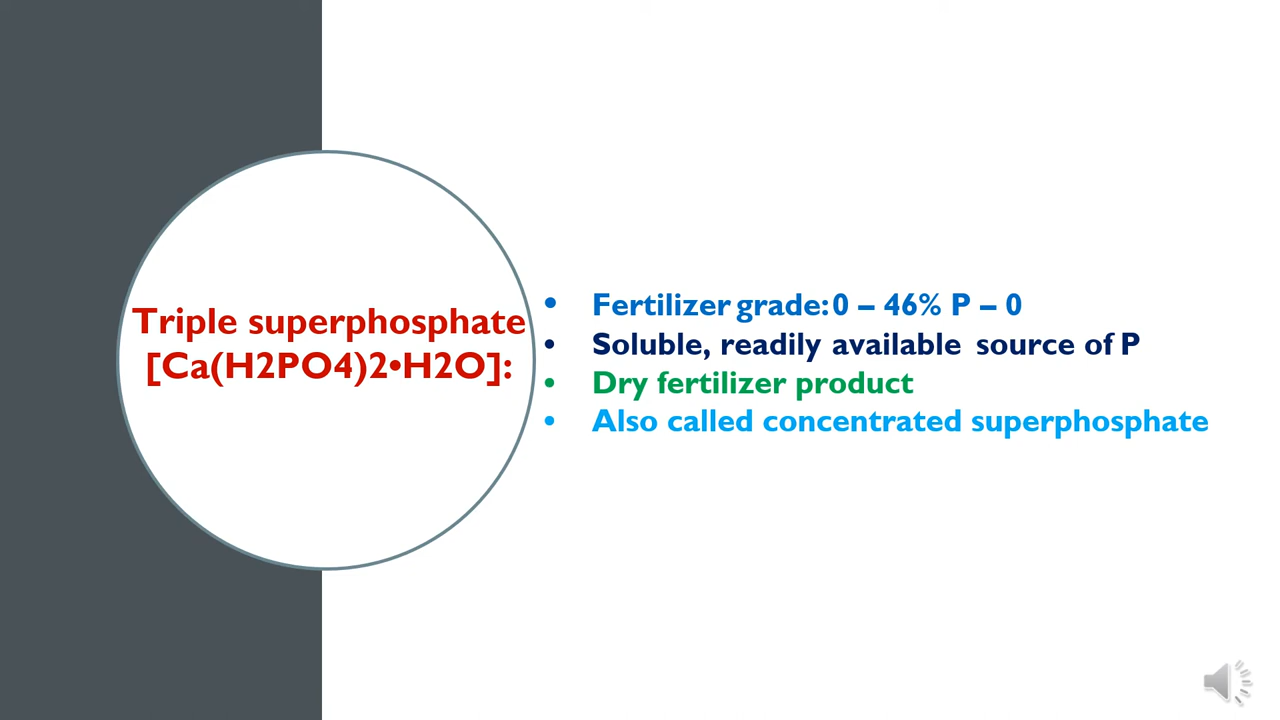 Triple superphosphate
[Ca(H2PO4)2•H2O]:
• Fertilizer grade: 0 – 46% P – 0
• Soluble, readily available source of P
• Dry fertilizer product
• Also called concentrated superphosphate